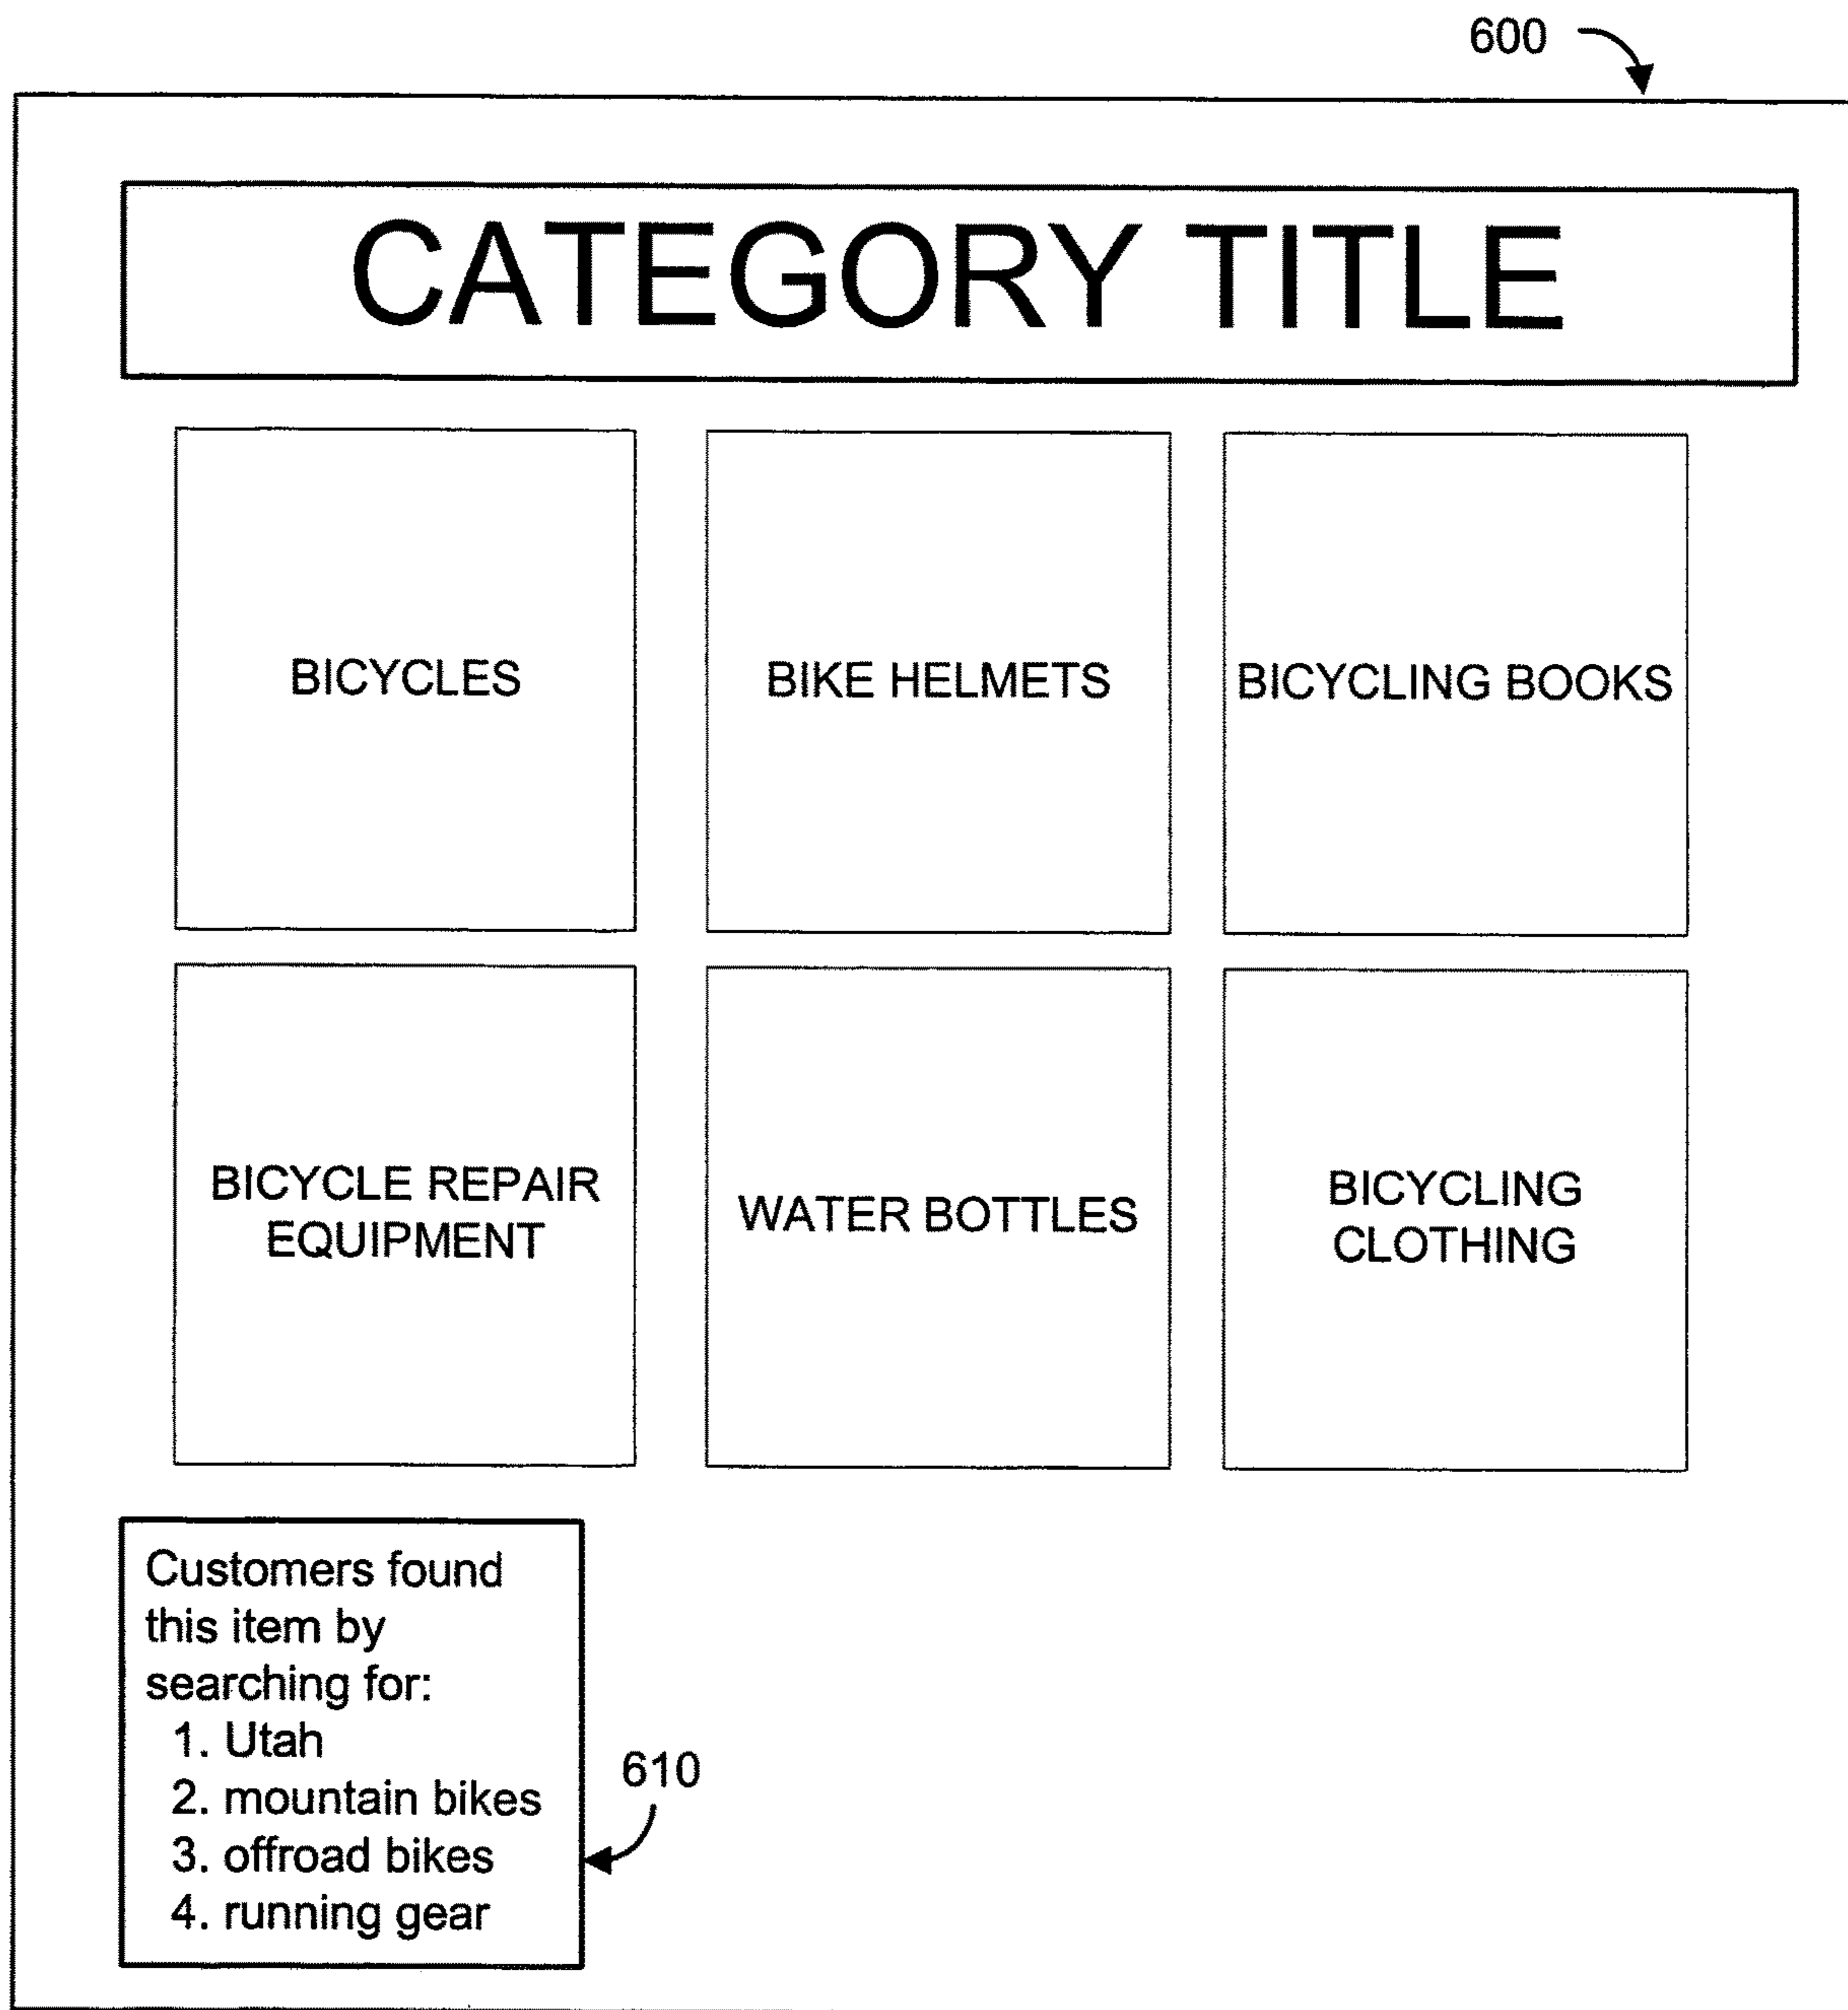 600
CATEGORY TITLE
BICYCLES
BIKE HELMETS
BICYCLING BOOKS
BICYCLE REPAIR
EQUIPMENT
WATER BOTTLES
BICYCLING
CLOTHING
Customers found
this item by
searching for:
1. Utah
2. mountain bikes
3. offroad bikes
4. running gear
610